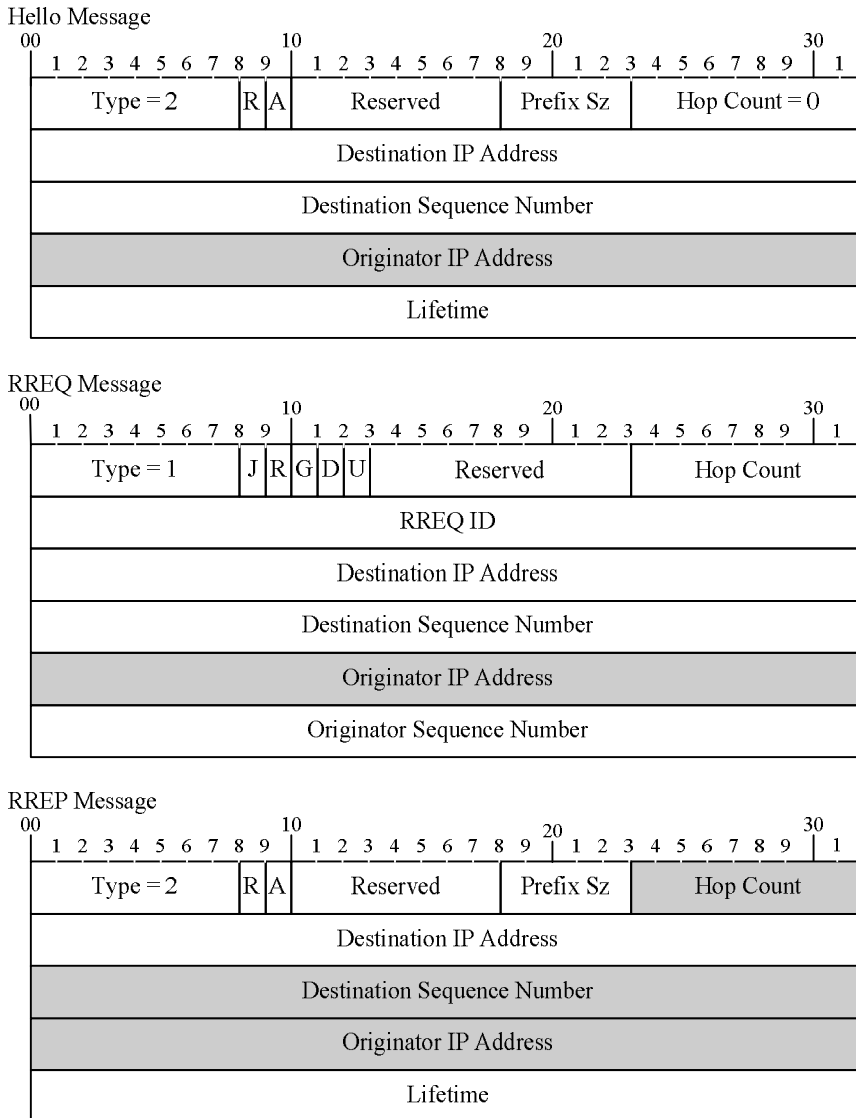 Hello Message
00 1 2 3 4 5 6 7 8 9 10 1 2 3 4 5 6 7 8 9 20 1 2 3 4 5 6 7 8 9 30 1
Type = 2 R A Reserved Prefix Sz Hop Count = 0
Destination IP Address
Destination Sequence Number
Originator IP Address
Lifetime
RREQ Message
00 1 2 3 4 5 6 7 8 9 10 1 2 3 4 5 6 7 8 9 20 1 2 3 4 5 6 7 8 9 30 1
Type = 1 J R G D U Reserved Hop Count
RREQ ID
Destination IP Address
Destination Sequence Number
Originator IP Address
Originator Sequence Number
RREP Message
00 1 2 3 4 5 6 7 8 9 10 1 2 3 4 5 6 7 8 9 20 1 2 3 4 5 6 7 8 9 30 1
Type = 2 R A Reserved Prefix Sz Hop Count
Destination IP Address
Destination Sequence Number
Originator IP Address
Lifetime